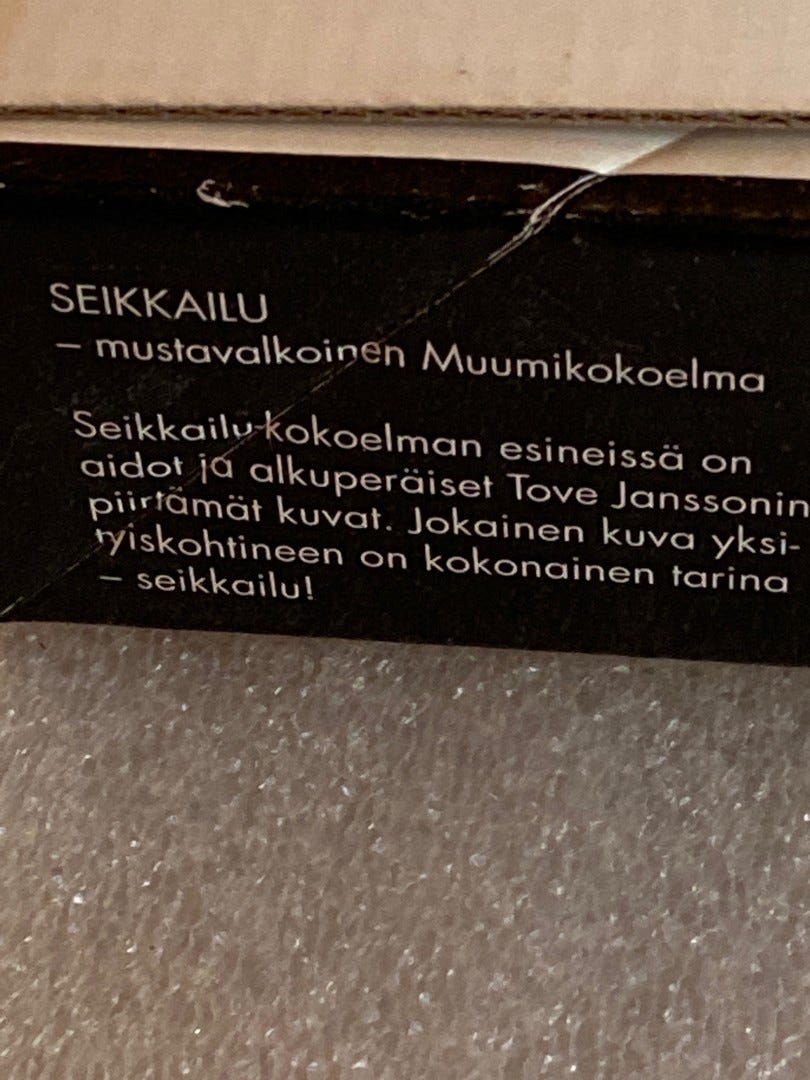 SEIKKAILU
– mustavalkoinen Muumikokoelma
Seikkailu-kokoelman esineissä on
aidot ja alkuperäiset Tove Janssonin
piirtämät kuvat. Jokainen kuva yksi-
tyiskohtineen on kokonainen tarina
– seikkailu!